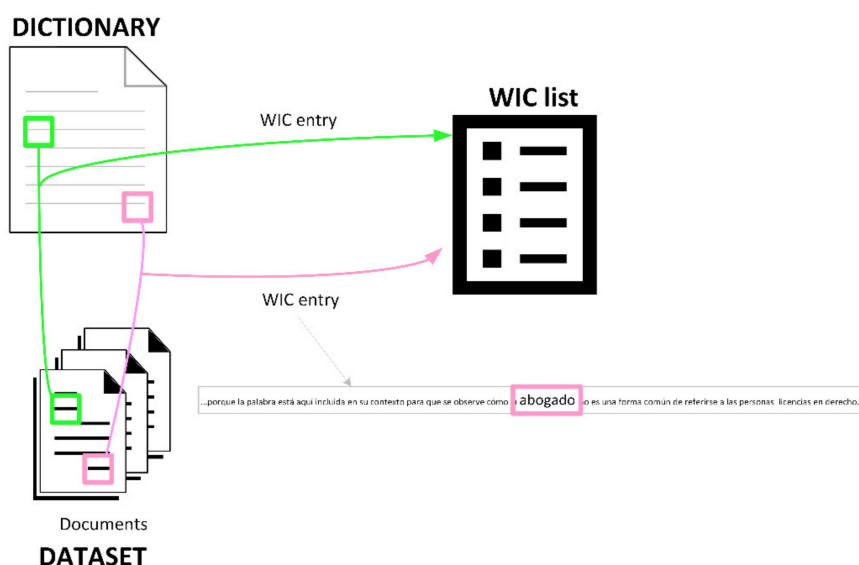 DICTIONARY
WIC list
WIC entry
WIC entry
...porque la palabra está aquí incluida en su contexto para que se observe cómo abogado no es una forma común de referirse a las personas licencias en derecho.
Documents
DATASET